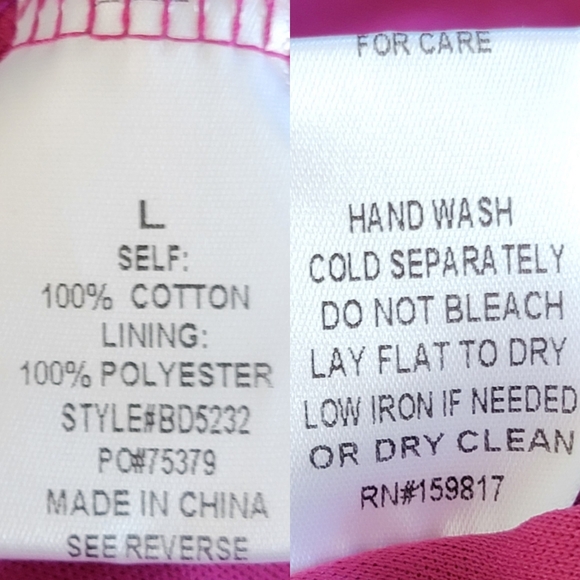 L
SELF:
100% COTTON
LINING:
100% POLYESTER
STYLE#BD5232
PO#75379
MADE IN CHINA
SEE REVERSE
FOR CARE
HAND WASH
COLD SEPARATELY
DO NOT BLEACH
LAY FLAT TO DRY
LOW IRON IF NEEDED
OR DRY CLEAN
RN#159817